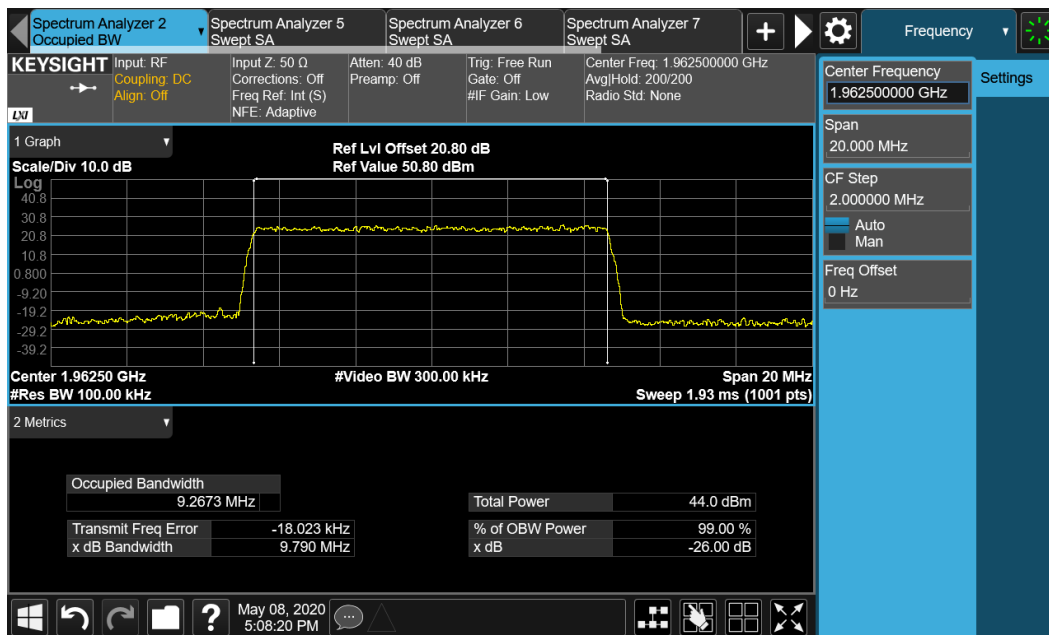 Spectrum Analyzer 2
Occupied BW
Spectrum Analyzer 5
Swept SA
Spectrum Analyzer 6
Swept SA
Spectrum Analyzer 7
Swept SA
Frequency
KEYSIGHT
LXI
Input: RF
Coupling: DC
Align: Off
Input Z: 50 Ω
Corrections: Off
Freq Ref: Int (S)
NFE: Adaptive
Atten: 40 dB
Preamp: Off
Trig: Free Run
Gate: Off
#IF Gain: Low
Center Freq: 1.962500000 GHz
Avg|Hold: 200/200
Radio Std: None
Center Frequency
1.962500000 GHz
Settings
Span
20.000 MHz
CF Step
2.000000 MHz
Auto
Man
Freq Offset
0 Hz
1 Graph
Scale/Div 10.0 dB
Ref Lvl Offset 20.80 dB
Ref Value 50.80 dBm
Log
40.8
30.8
20.8
10.8
0.800
-9.20
-19.2
-29.2
-39.2
Center 1.96250 GHz
#Video BW 300.00 kHz
Span 20 MHz
#Res BW 100.00 kHz
Sweep 1.93 ms (1001 pts)
2 Metrics
Occupied Bandwidth
9.2673 MHz
Total Power 44.0 dBm
Transmit Freq Error -18.023 kHz
% of OBW Power 99.00 %
x dB Bandwidth 9.790 MHz
x dB -26.00 dB
?
May 08, 2020
5:08:20 PM